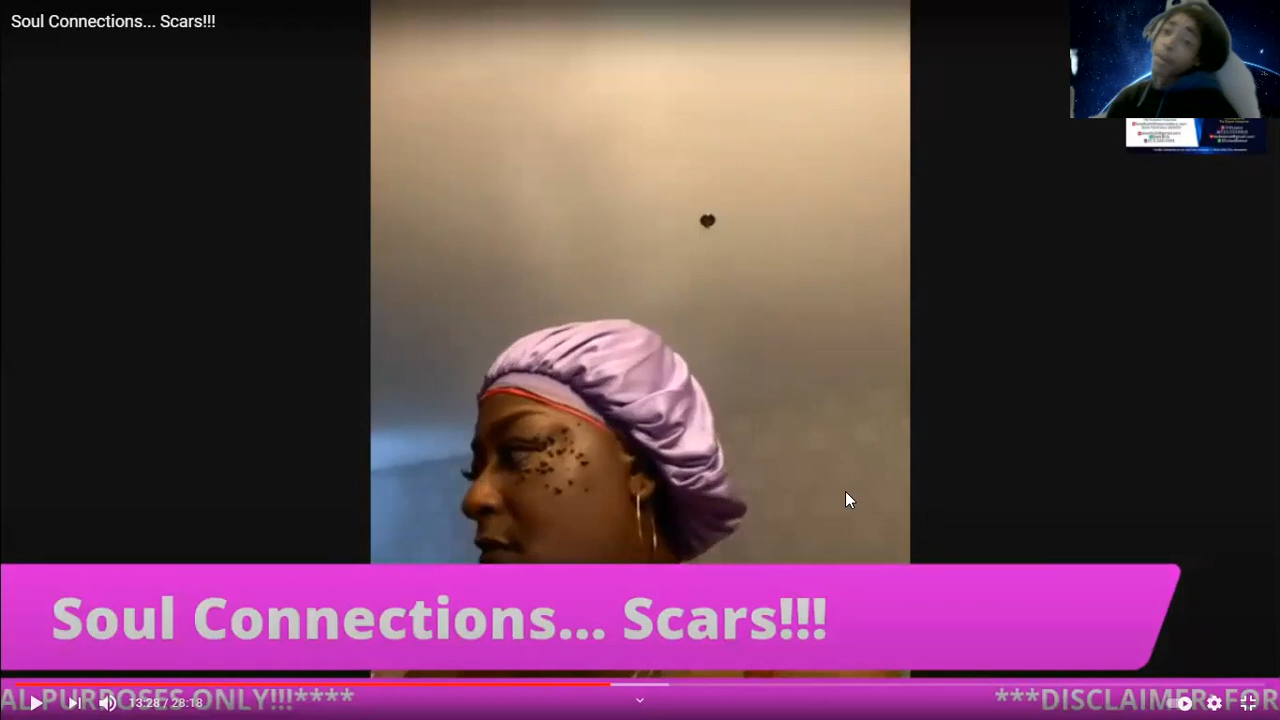 Soul Connections... Scars!!!
Soul Connections... Scars!!!
AL PURPOSES ONLY!!!**** ***DISCLAIMER: FOR
13:28 / 28:18